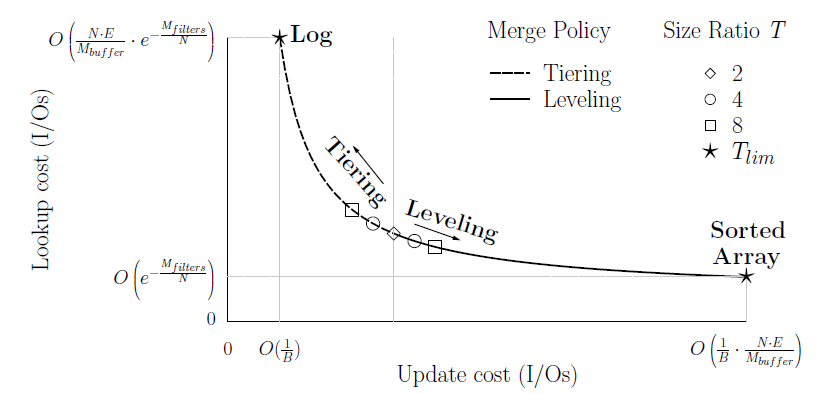 O(N·E/M_buffer · e^(-M_filters/N))
Log
Merge Policy
Size Ratio T
Tiering
Leveling
2
4
8
T_lim
Lookup cost (I/Os)
Tiering
Leveling
Sorted
Array
O(e^(-M_filters/N))
0
0
O(1/B)
O(1/B · N·E/M_buffer)
Update cost (I/Os)